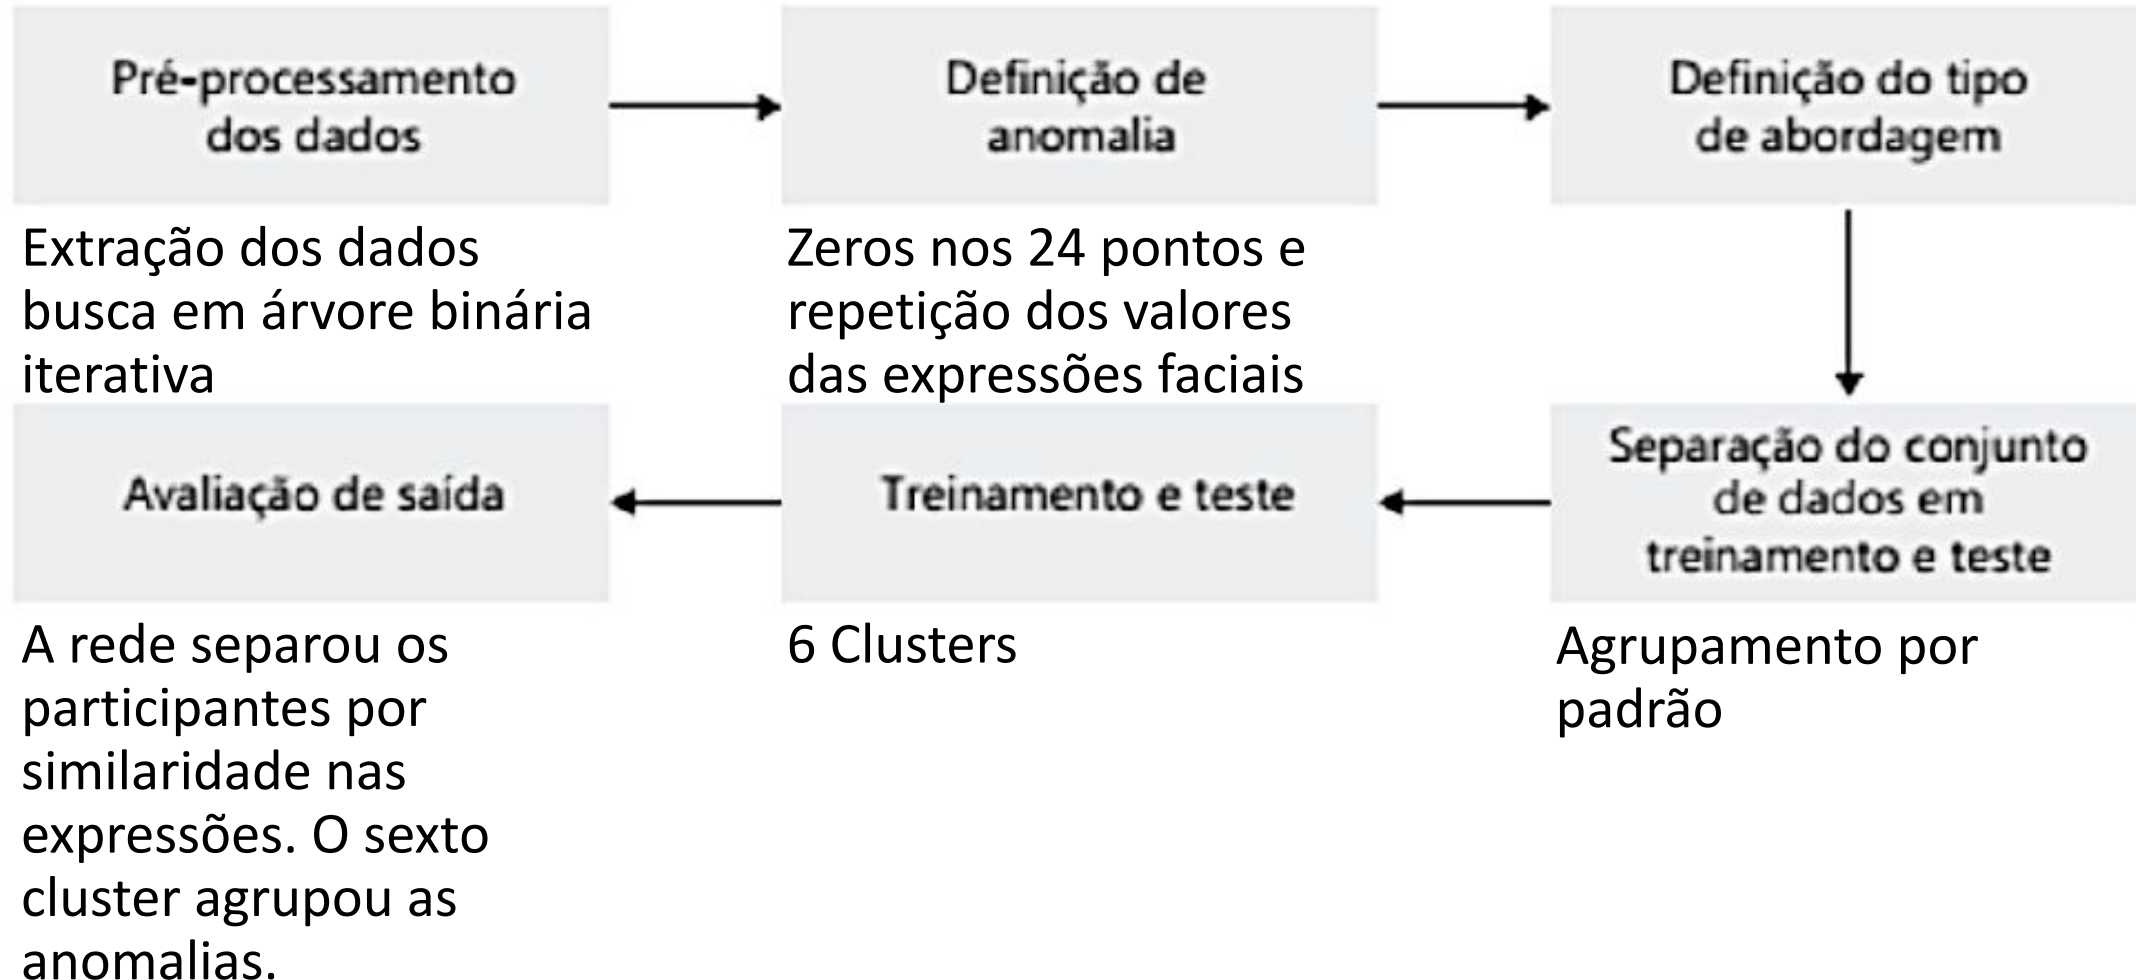 Pré-processamento
dos dados
Definição de
anomalia
Definição do tipo
de abordagem
Extração dos dados
busca em árvore binária
iterativa
Zeros nos 24 pontos e
repetição dos valores
das expressões faciais
Avaliação de saída
Treinamento e teste
Separação do conjunto
de dados em
treinamento e teste
A rede separou os
participantes por
similaridade nas
expressões. O sexto
cluster agrupou as
anomalias.
6 Clusters
Agrupamento por
padrão